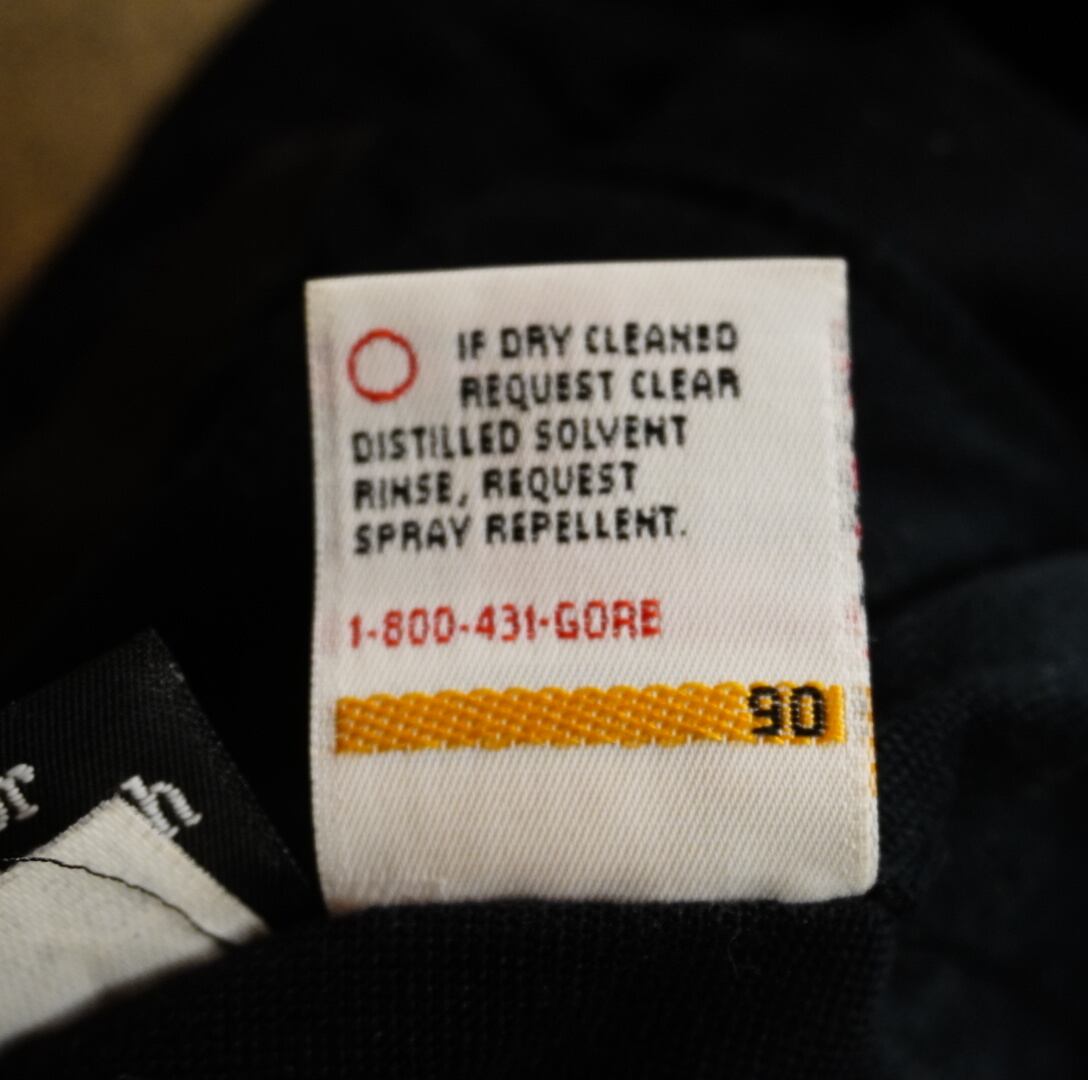 IF DRY CLEANED
REQUEST CLEAR
DISTILLED SOLVENT
RINSE, REQUEST
SPRAY REPELLENT.
1-800-431-GORE
90